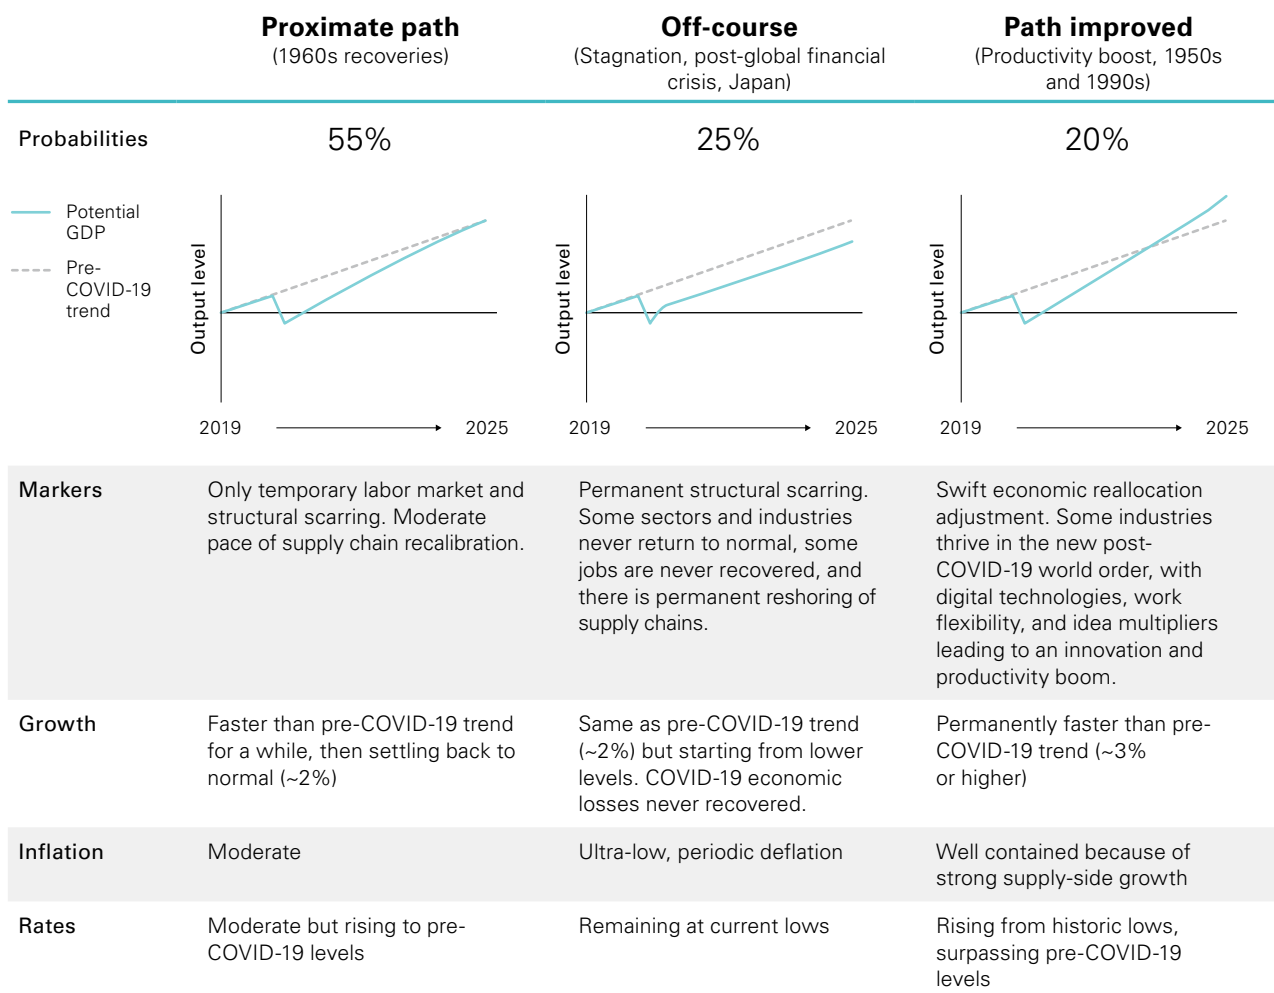 Proximate path
(1960s recoveries)
Off-course
(Stagnation, post-global financial
crisis, Japan)
Path improved
(Productivity boost, 1950s
and 1990s)
Probabilities
55%
25%
20%
Potential
GDP
Pre-
COVID-19
trend
Output level
2019
2025
Output level
2019
2025
Output level
2019
2025
Markers
Only temporary labor market and
structural scarring. Moderate
pace of supply chain recalibration.
Permanent structural scarring.
Some sectors and industries
never return to normal, some
jobs are never recovered, and
there is permanent reshoring of
supply chains.
Swift economic reallocation
adjustment. Some industries
thrive in the new post-
COVID-19 world order, with
digital technologies, work
flexibility, and idea multipliers
leading to an innovation and
productivity boom.
Growth
Faster than pre-COVID-19 trend
for a while, then settling back to
normal (~2%)
Same as pre-COVID-19 trend
(~2%) but starting from lower
levels. COVID-19 economic
losses never recovered.
Permanently faster than pre-
COVID-19 trend (~3%
or higher)
Inflation
Moderate
Ultra-low, periodic deflation
Well contained because of
strong supply-side growth
Rates
Moderate but rising to pre-
COVID-19 levels
Remaining at current lows
Rising from historic lows,
surpassing pre-COVID-19
levels